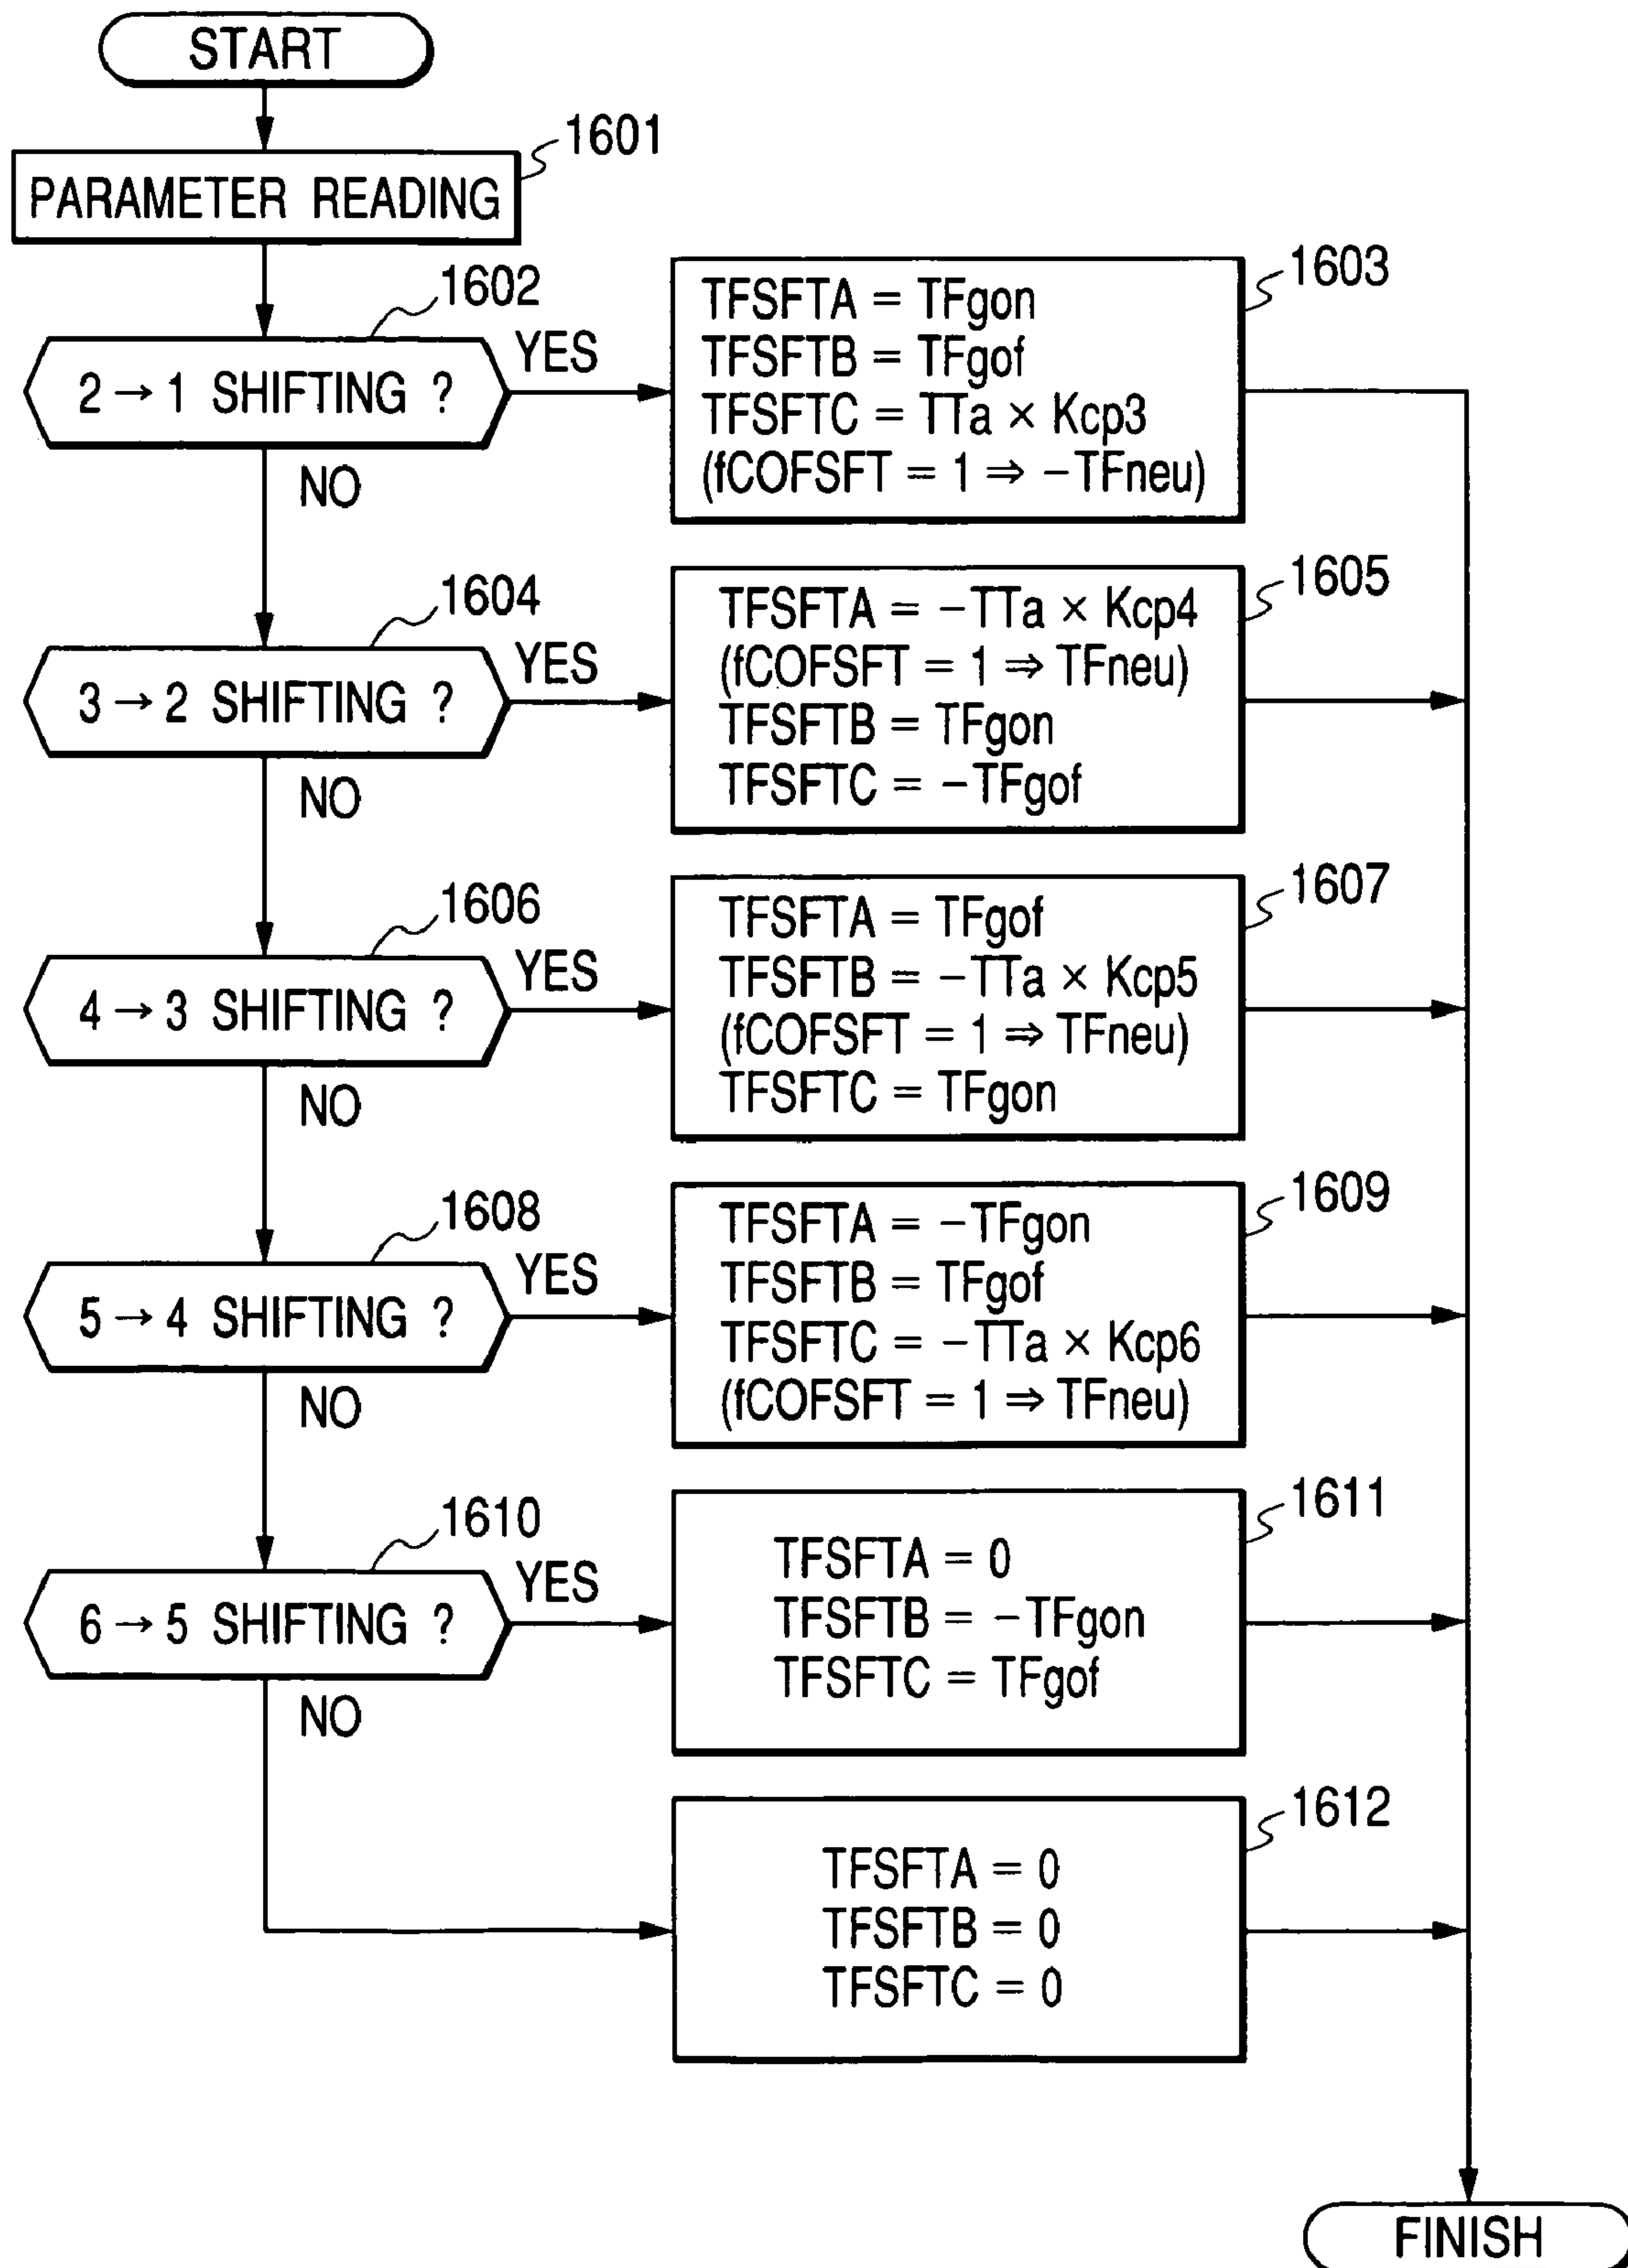 START
1601
PARAMETER READING
1602
2 → 1 SHIFTING ?
YES
NO
1603
TFSFTA = TFgon
TFSFTB = TFgof
TFSFTC = TTa × Kcp3
(fCOFSFT = 1 ⇒ −TFneu)
1604
3 → 2 SHIFTING ?
YES
NO
1605
TFSFTA = −TTa × Kcp4
(fCOFSFT = 1 ⇒ TFneu)
TFSFTB = TFgon
TFSFTC = −TFgof
1606
4 → 3 SHIFTING ?
YES
NO
1607
TFSFTA = TFgof
TFSFTB = −TTa × Kcp5
(fCOFSFT = 1 ⇒ TFneu)
TFSFTC = TFgon
1608
5 → 4 SHIFTING ?
YES
NO
1609
TFSFTA = −TFgon
TFSFTB = TFgof
TFSFTC = −TTa × Kcp6
(fCOFSFT = 1 ⇒ TFneu)
1610
6 → 5 SHIFTING ?
YES
NO
1611
TFSFTA = 0
TFSFTB = −TFgon
TFSFTC = TFgof
1612
TFSFTA = 0
TFSFTB = 0
TFSFTC = 0
FINISH